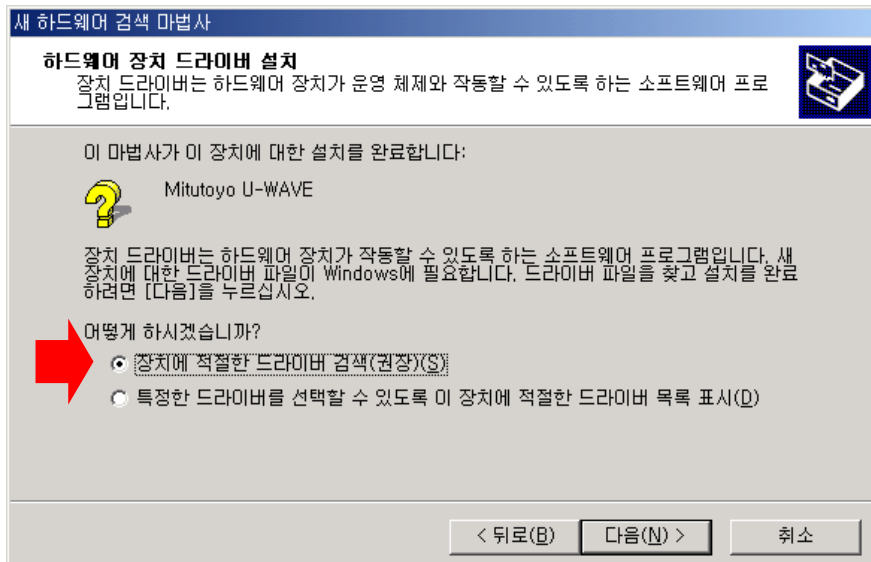 새 하드웨어 검색 마법사
하드웨어 장치 드라이버 설치
장치 드라이버는 하드웨어 장치가 운영 체제와 작동할 수 있도록 하는 소프트웨어 프로
그램입니다.
이 마법사가 이 장치에 대한 설치를 완료합니다:
Mitutoyo U-WAVE
장치 드라이버는 하드웨어 장치가 작동할 수 있도록 하는 소프트웨어 프로그램입니다. 새
장치에 대한 드라이버 파일이 Windows에 필요합니다. 드라이버 파일을 찾고 설치를 완료
하려면 [다음]을 누르십시오.
어떻게 하시겠습니까?
장치에 적절한 드라이버 검색(권장)(S)
특정한 드라이버를 선택할 수 있도록 이 장치에 적절한 드라이버 목록 표시(D)
< 뒤로(B) 다음(N) > 취소